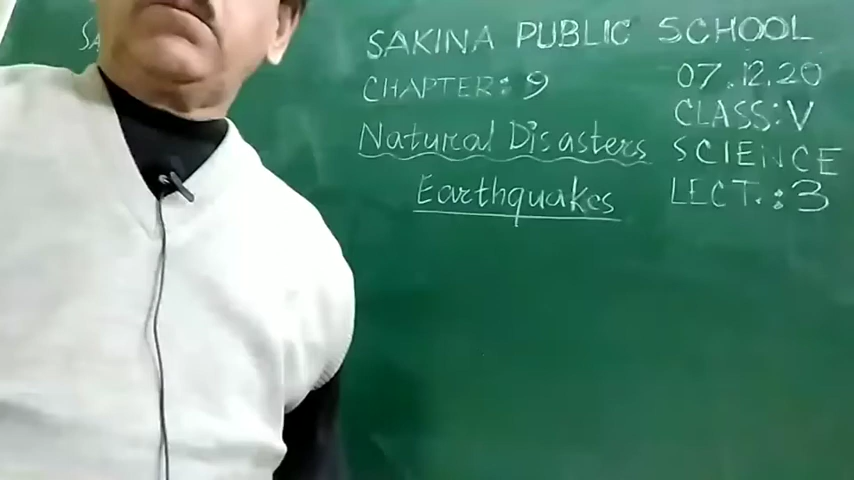 SAKINA PUBLIC SCHOOL
CHAPTER: 9
07.12.20
CLASS: V
Natural Disasters
SCIENCE
Earthquakes
LECT.: 3